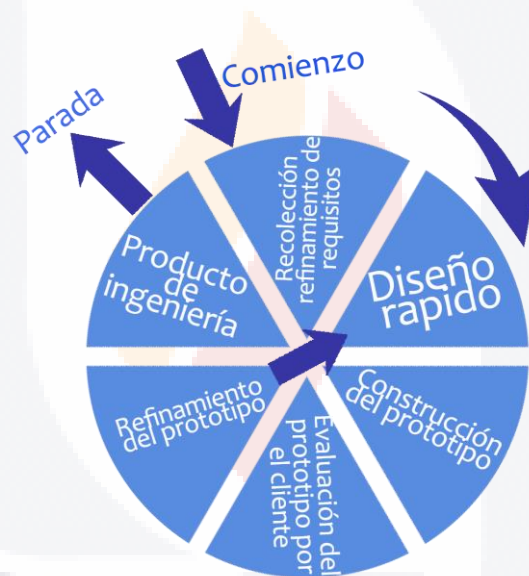 Comienzo
Parada
Recolección
refinamiento de
requisitos
Diseño
rapido
Construcción
del prototipo
Evaluación del
prototipo por
el cliente
Refinamiento
del prototipo
Producto
de
ingeniería